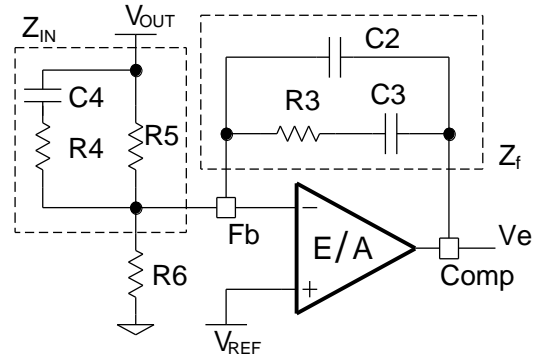 Z_IN
V_OUT
C2
C4
R3
C3
R4
R5
Z_f
Fb
E/A
Ve
Comp
R6
V_REF